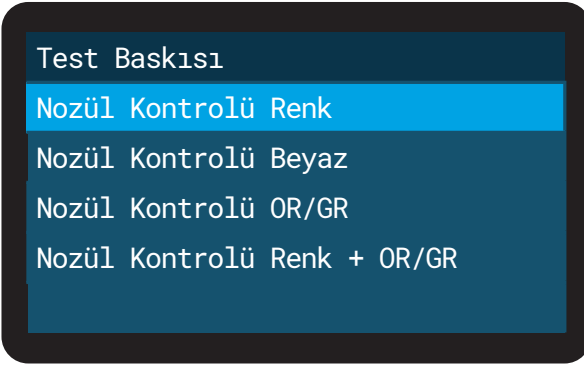 Test Baskısı
Nozül Kontrolü Renk
Nozül Kontrolü Beyaz
Nozül Kontrolü OR/GR
Nozül Kontrolü Renk + OR/GR